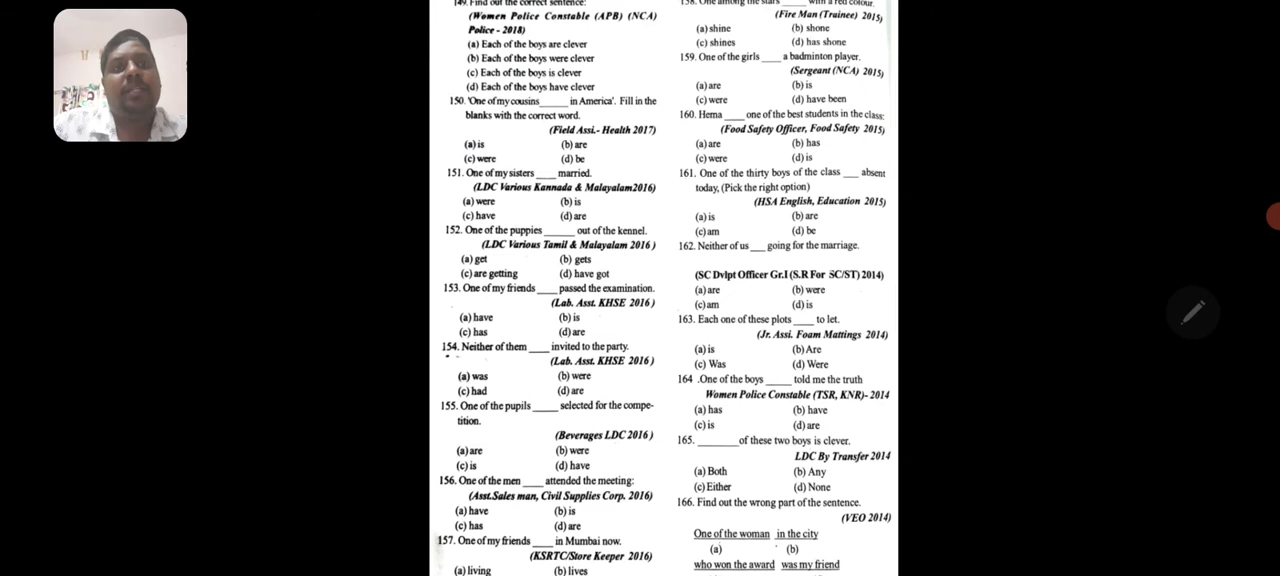 149. Find out the correct sentence:
(Women Police Constable (APB) (NCA)
Police - 2018)
(a) Each of the boys are clever
(b) Each of the boys were clever
(c) Each of the boys is clever
(d) Each of the boys have clever
150. 'One of my cousins______ in America'. Fill in the
blanks with the correct word.
(Field Assi.- Health 2017)
(a) is (b) are
(c) were (d) be
151. One of my sisters ____ married.
(LDC Various Kannada & Malayalam2016)
(a) were (b) is
(c) have (d) are
152. One of the puppies ______ out of the kennel.
(LDC Various Tamil & Malayalam 2016 )
(a) get (b) gets
(c) are getting (d) have got
153. One of my friends ____ passed the examination.
(Lab. Asst. KHSE 2016 )
(a) have (b) is
(c) has (d) are
154. Neither of them ____ invited to the party.
(Lab. Asst. KHSE 2016 )
(a) was (b) were
(c) had (d) are
155. One of the pupils _____ selected for the compe-
tition.
(Beverages LDC 2016 )
(a) are (b) were
(c) is (d) have
156. One of the men ____ attended the meeting:
(Asst.Sales man, Civil Supplies Corp. 2016)
(a) have (b) is
(c) has (d) are
157. One of my friends ____ in Mumbai now.
(KSRTC/Store Keeper 2016)
(a) living (b) lives
158. One among the stars _____ with a red colour.
(Fire Man (Trainee) 2015)
(a) shine (b) shone
(c) shines (d) has shone
159. One of the girls ____ a badminton player.
(Sergeant (NCA) 2015)
(a) are (b) is
(c) were (d) have been
160. Hema ____ one of the best students in the class:
(Food Safety Officer, Food Safety 2015)
(a) are (b) has
(c) were (d) is
161. One of the thirty boys of the class ___ absent
today, (Pick the right option)
(HSA English, Education 2015)
(a) is (b) are
(c) am (d) be
162. Neither of us ___ going for the marriage.
(SC Dvlpt Officer Gr.I (S.R For SC/ST) 2014)
(a) are (b) were
(c) am (d) is
163. Each one of these plots ____ to let.
(Jr. Assi. Foam Mattings 2014)
(a) is (b) Are
(c) Was (d) Were
164 .One of the boys _____ told me the truth
Women Police Constable (TSR, KNR)- 2014
(a) has (b) have
(c) is (d) are
165. ________ of these two boys is clever.
LDC By Transfer 2014
(a) Both (b) Any
(c) Either (d) None
166. Find out the wrong part of the sentence.
(VEO 2014)
One of the woman in the city
(a) (b)
who won the award was my friend